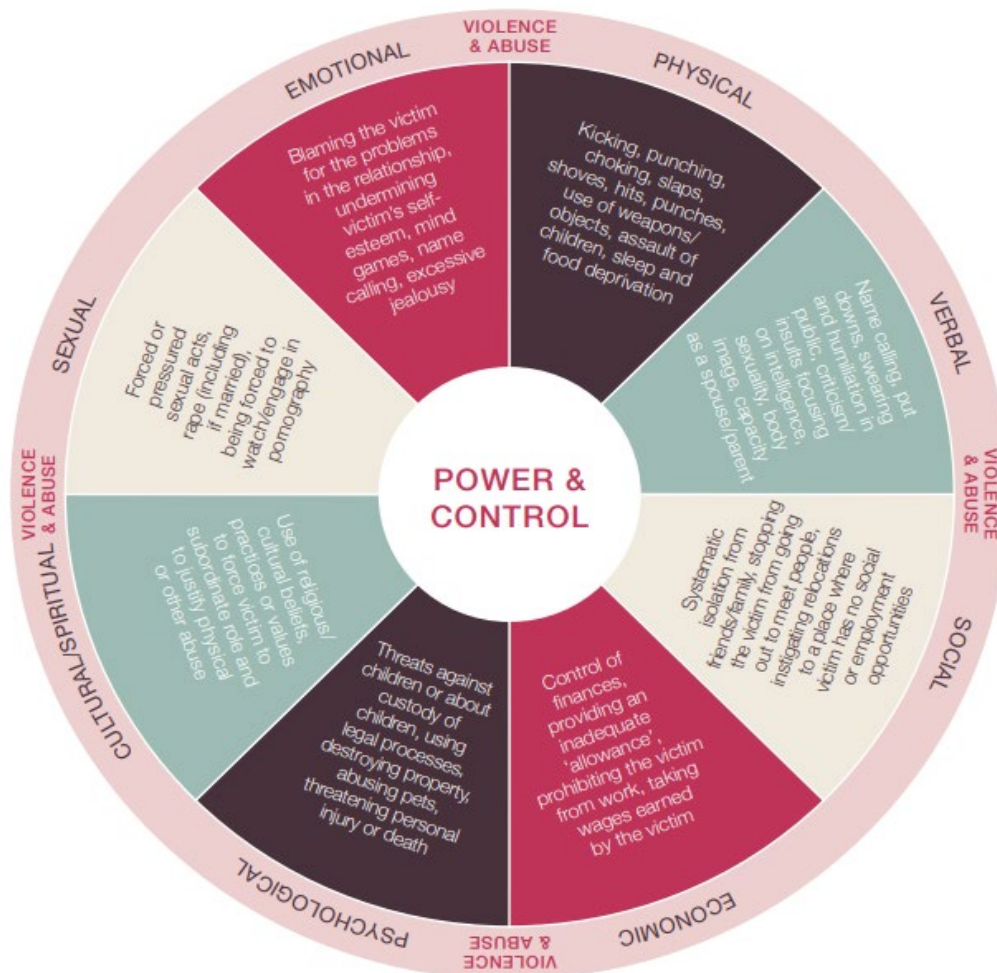 VIOLENCE
& ABUSE
PHYSICAL
Kicking, punching,
choking, slaps,
shoves, hits, punches,
use of weapons/
objects, assault of
children, sleep and
food deprivation
VERBAL
Name calling, put
downs, swearing
and humiliation in
public, criticism/
insults focusing
on intelligence,
sexuality, body
image, capacity
as a spouse/parent
VIOLENCE
& ABUSE
SOCIAL
Systematic
isolation from
friends/family, stopping
the victim from going
out to meet people,
instigating relocations
to a place where
victim has no social
or employment
opportunities
ECONOMIC
Control of
finances,
providing an
inadequate
‘allowance’,
prohibiting the victim
from work, taking
wages earned
by the victim
VIOLENCE
& ABUSE
PSYCHOLOGICAL
Threats against
children or about
custody of
children, using
legal processes,
destroying property,
abusing pets,
threatening personal
injury or death
CULTURAL/SPIRITUAL
Use of religious/
cultural beliefs,
practices or values
to force victim to
subordinate role and
to justify physical
or other abuse
VIOLENCE
& ABUSE
SEXUAL
Forced or
pressured
sexual acts,
rape (including
if married),
being forced to
watch/engage in
pornography
EMOTIONAL
Blaming the victim
for the problems
in the relationship,
undermining
victim's self-
esteem, mind
games, name
calling, excessive
jealousy
POWER &
CONTROL